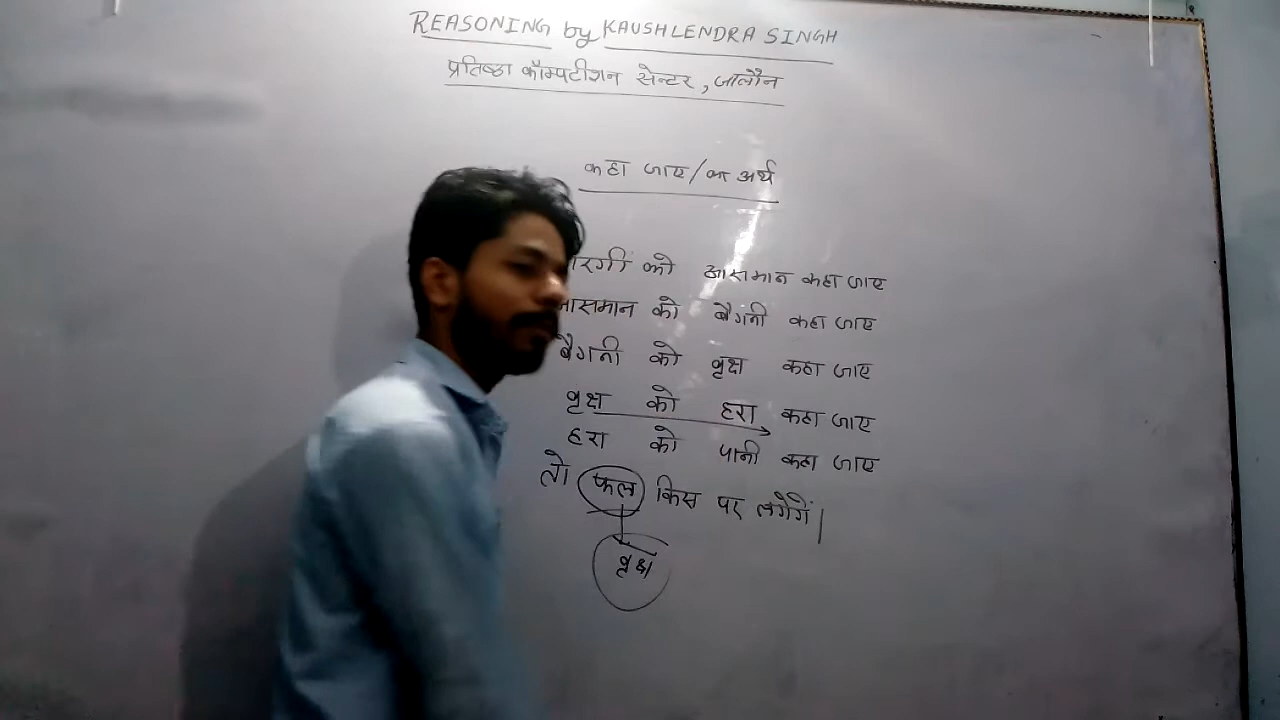 REASONING by KAUSHLENDRA SINGH
प्रतिष्ठा कॉम्पटीशन सेन्टर, जालौन
कहा जाए/का अर्थ
को आसमान कहा जाए
आसमान को बैगंनी कहा जाए
बैगनी को वृक्ष कहा जाए
वृक्ष को हरा कहा जाए
हरा को पानी कहा जाए
तो फल किस पर लगेगें|
वृक्ष